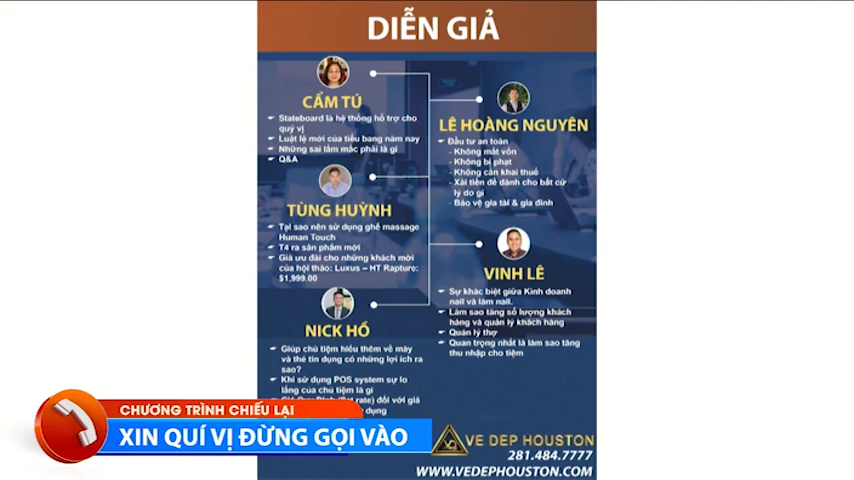 DIỄN GIẢ
CẨM TÚ
Stateboard là hệ thống hỗ trợ cho
quý vị
Luật lệ mới của tiểu bang năm nay
Những sai lầm mắc phải là gì
Q&A
LÊ HOÀNG NGUYÊN
Đầu tư an toàn
- Không mất vốn
- Không bị phạt
- Không cần khai thuế
- Xài tiền để dành cho bất cứ
lý do gì
- Bảo vệ gia tài & gia đình
TÙNG HUỲNH
Tại sao nên sử dụng ghế massage
Human Touch
T4 ra sản phẩm mới
Giá ưu đãi cho những khách mời
của hội thảo: Luxus – HT Rapture:
$1,999.00
VINH LÊ
Sự khác biệt giữa Kinh doanh
nail và làm nail.
Làm sao tăng số lượng khách
hàng và quản lý khách hàng
Quản lý thợ
Quan trọng nhất là làm sao tăng
thu nhập cho tiệm
NICK HỒ
Giúp chủ tiệm hiểu thêm về máy
và thẻ tín dụng có những lợi ích ra
sao?
Khi sử dụng POS system sự lo
lắng của chủ tiệm là gì
rate) đối với giá
dụng
CHƯƠNG TRÌNH CHIẾU LẠI
XIN QUÍ VỊ ĐỪNG GỌI VÀO
VE DEP HOUSTON
281.484.7777
WWW.VEDEPHOUSTON.COM